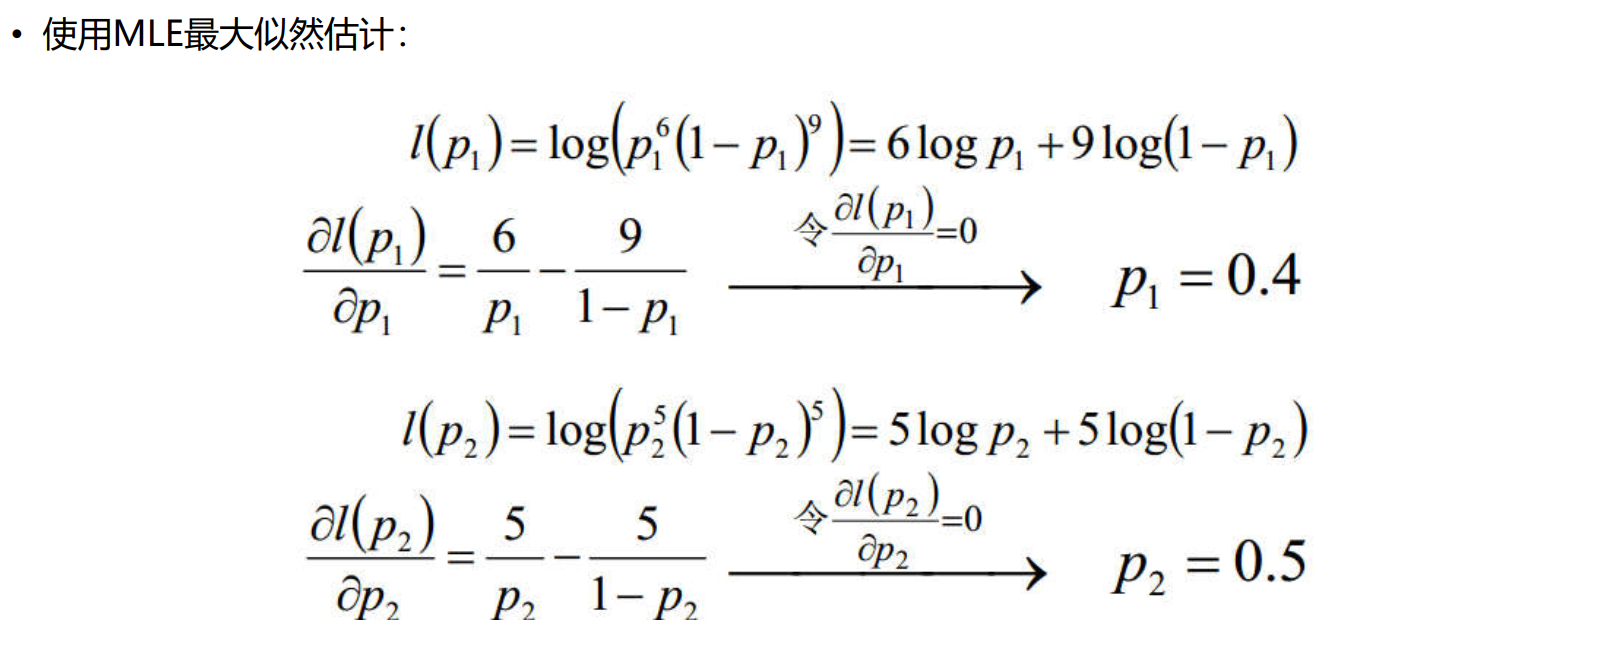 • 使用MLE最大似然估计：
l(p₁) = log(p₁⁶(1 − p₁)⁹) = 6 log p₁ + 9 log(1 − p₁)
∂l(p₁)/∂p₁ = 6/p₁ − 9/(1 − p₁) 令 ∂l(p₁)/∂p₁ =0 → p₁ = 0.4
l(p₂) = log(p₂⁵(1 − p₂)⁵) = 5 log p₂ + 5 log(1 − p₂)
∂l(p₂)/∂p₂ = 5/p₂ − 5/(1 − p₂) 令 ∂l(p₂)/∂p₂ =0 → p₂ = 0.5